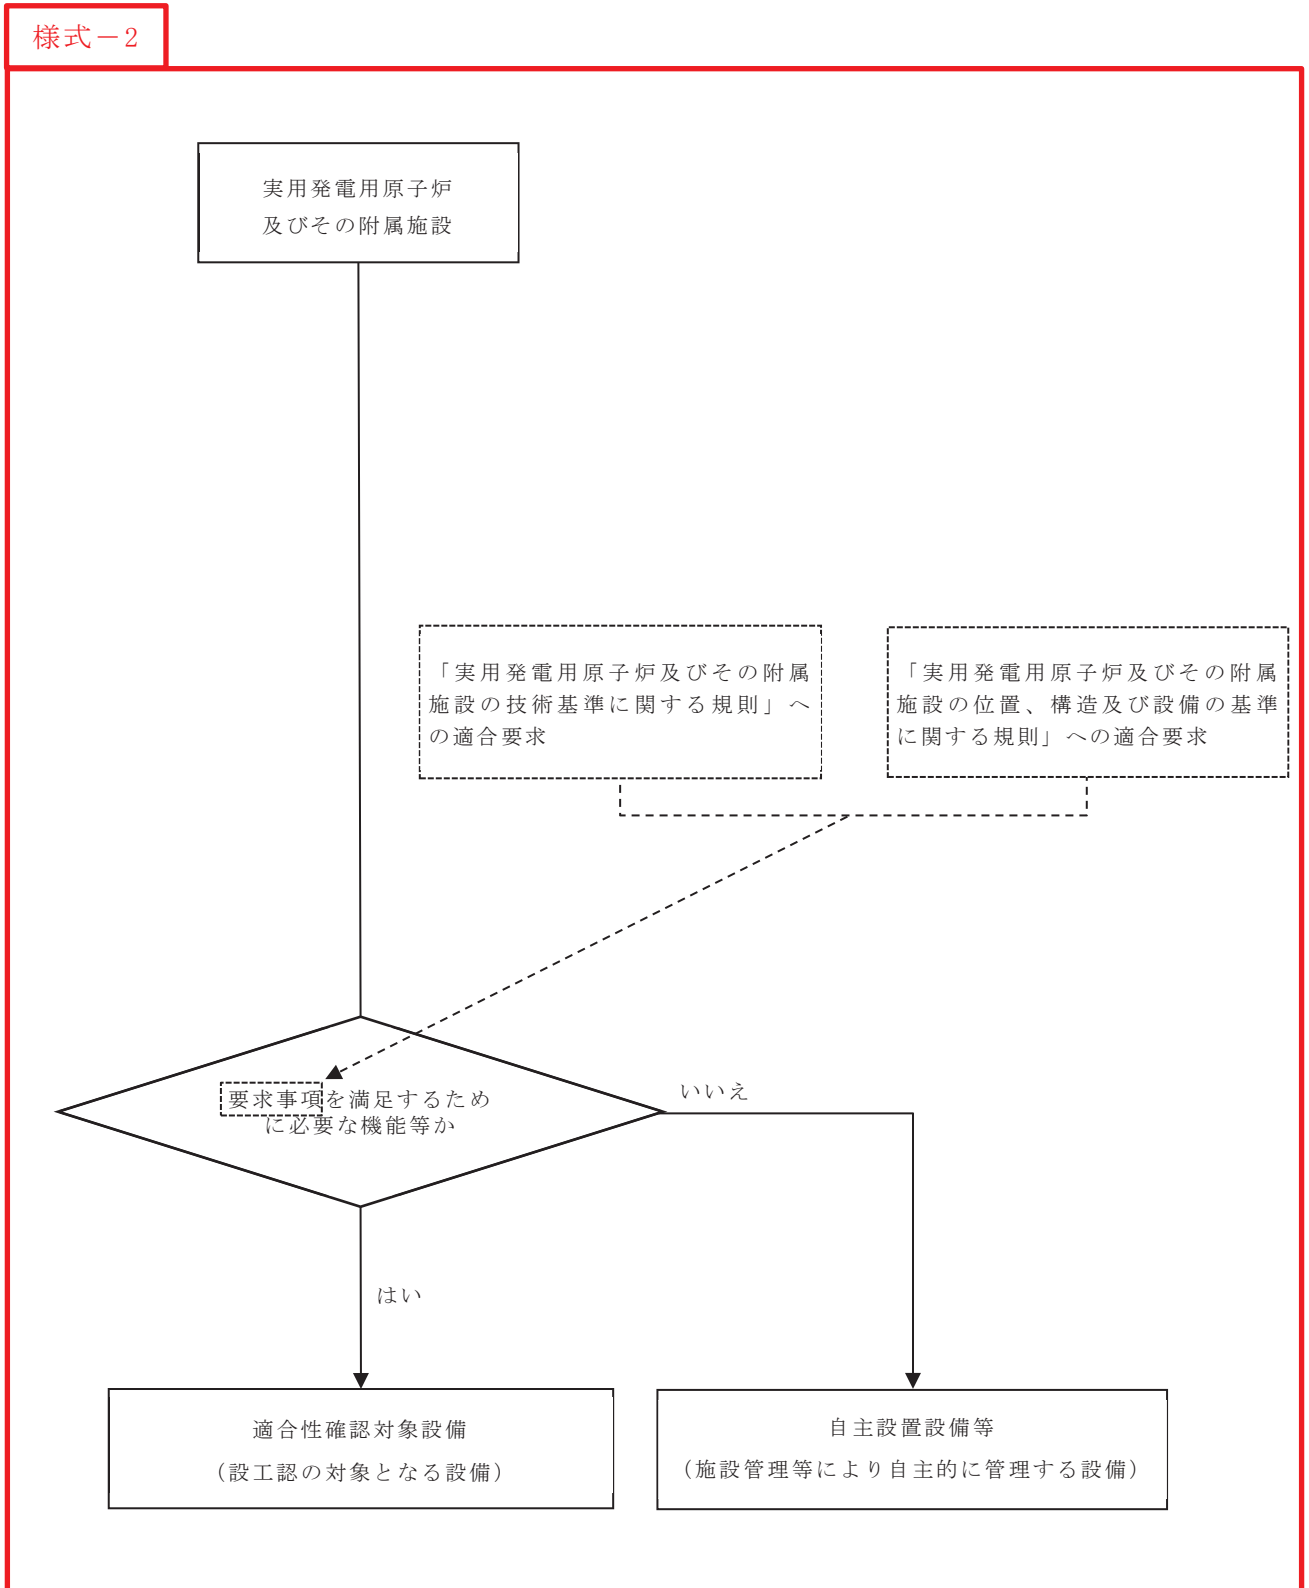 様式－2
実用発電用原子炉
及びその附属施設
「実用発電用原子炉及びその附属
施設の技術基準に関する規則」へ
の適合要求
「実用発電用原子炉及びその附属
施設の位置、構造及び設備の基準
に関する規則」への適合要求
要求事項を満足するため
に必要な機能等か
いいえ
はい
適合性確認対象設備
（設工認の対象となる設備）
自主設置設備等
（施設管理等により自主的に管理する設備）